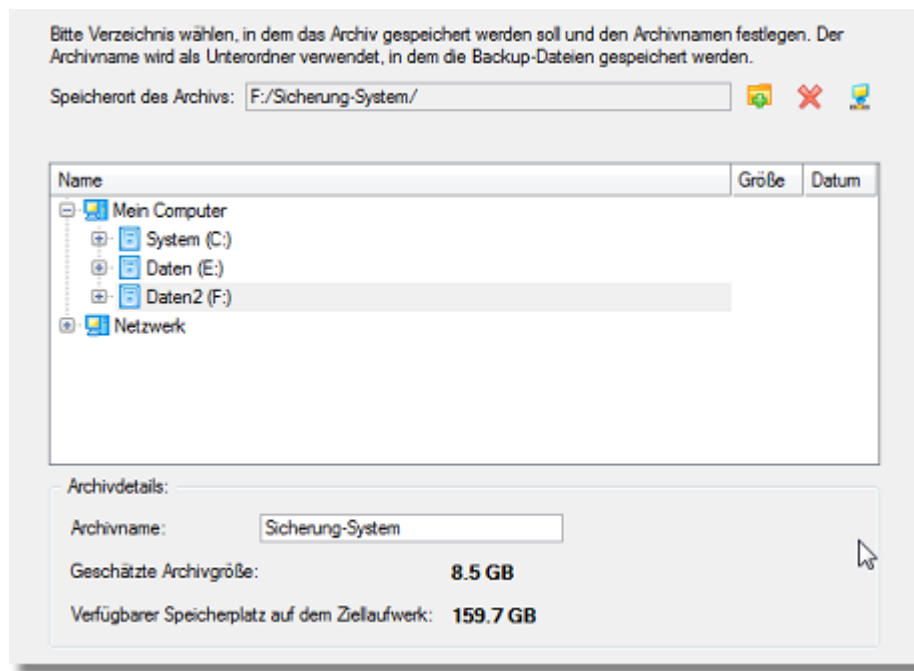 Bitte Verzeichnis wählen, in dem das Archiv gespeichert werden soll und den Archivnamen festlegen. Der
Archivname wird als Unterordner verwendet, in dem die Backup-Dateien gespeichert werden.
Speicherort des Archivs: F:/Sicherung-System/
Name Größe Datum
Mein Computer
System (C:)
Daten (E:)
Daten2 (F:)
Netzwerk
Archivdetails:
Archivname: Sicherung-System
Geschätzte Archivgröße: 8.5 GB
Verfügbarer Speicherplatz auf dem Ziellaufwerk: 159.7 GB